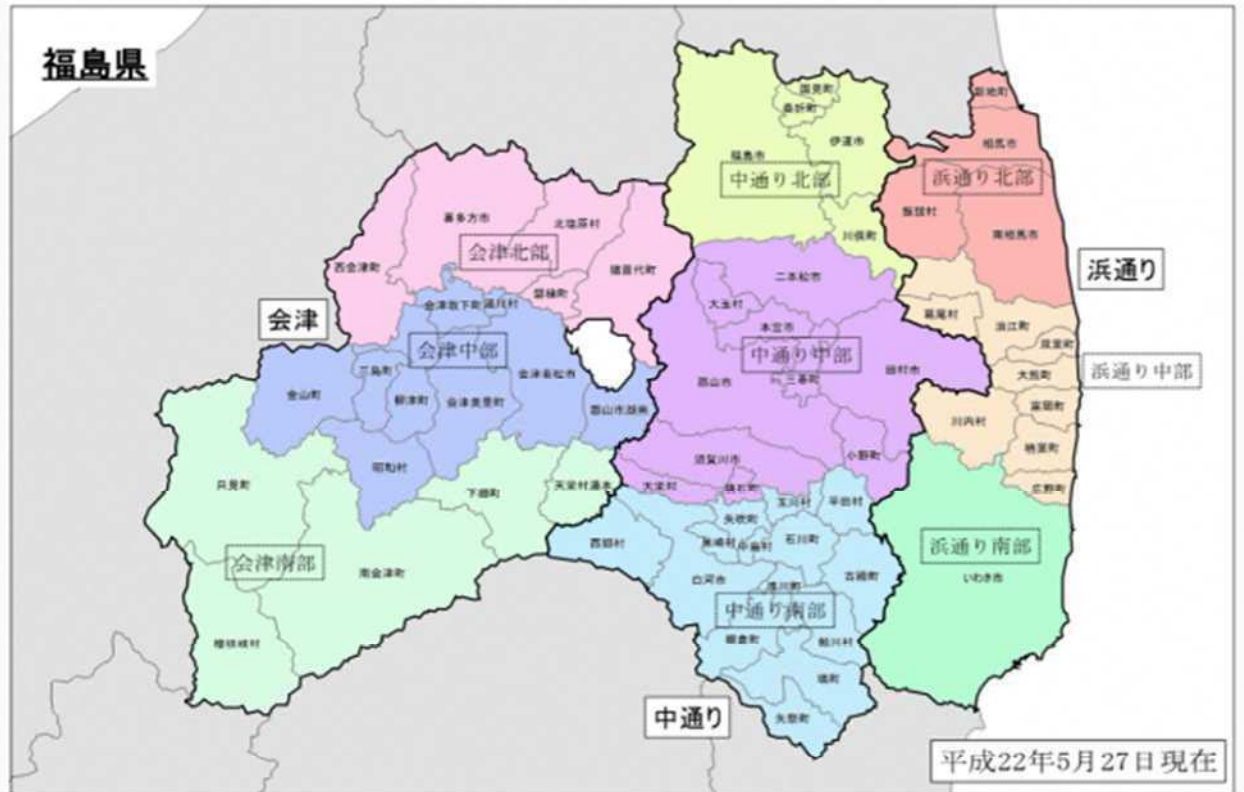 福島県
国見町
桑折町
新地町
相馬市
伊達市
福島市
中通り北部
浜通り北部
飯舘村
川俣町
南相馬市
喜多方市
北塩原村
会津北部
西会津町
猪苗代町
磐梯町
浜通り
二本松市
大玉村
葛尾村
浪江町
双葉町
会津
会津坂下町
湯川村
本宮市
会津中部
中通り中部
浜通り中部
三島町
会津若松市
大熊町
田村市
郡山市
三春町
金山町
柳津町
会津美里町
郡山市湖南
富岡町
川内村
楢葉町
昭和村
須賀川市
小野町
只見町
下郷町
天栄村湯本
天栄村
鏡石町
広野町
玉川村
平田村
矢吹町
西郷村
泉崎村
中島村
石川町
浜通り南部
会津南部
南金津町
白河市
古殿町
いわき市
浅川町
中通り南部
棚倉町
鮫川村
檜枝岐村
塙町
矢祭町
中通り
平成22年5月27日現在